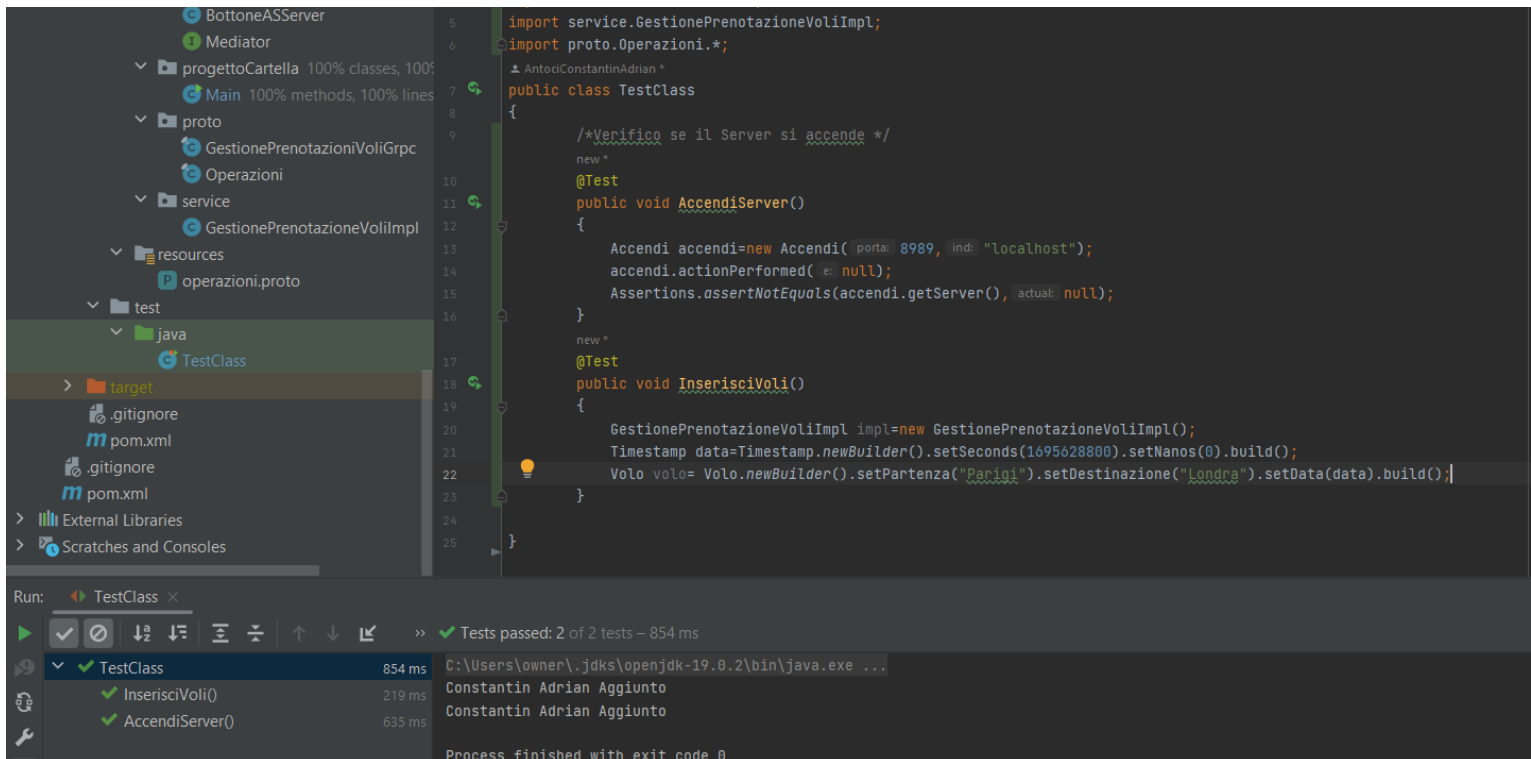 BottoneASServer
Mediator
progettoCartella 100% classes, 100%
Main 100% methods, 100% lines
proto
GestionePrenotazioniVoliGrpc
Operazioni
service
GestionePrenotazioneVoliImpl
resources
operazioni.proto
test
java
TestClass
target
.gitignore
pom.xml
.gitignore
pom.xml
External Libraries
Scratches and Consoles
5 import service.GestionePrenotazioneVoliImpl;
6 import proto.Operazioni.*;
AntociConstantinAdrian *
7 public class TestClass
8 {
9 /*Verifico se il Server si accende */
new *
10 @Test
11 public void AccendiServer()
12 {
13 Accendi accendi=new Accendi( porta: 8989, ind: "localhost");
14 accendi.actionPerformed( e: null);
15 Assertions.assertNotEquals(accendi.getServer(), actual: null);
16 }
new *
17 @Test
18 public void InserisciVoli()
19 {
20 GestionePrenotazioneVoliImpl impl=new GestionePrenotazioneVoliImpl();
21 Timestamp data=Timestamp.newBuilder().setSeconds(1695628800).setNanos(0).build();
22 Volo volo= Volo.newBuilder().setPartenza("Parigi").setDestinazione("Londra").setData(data).build();
23 }
24
25 }
Run: TestClass
Tests passed: 2 of 2 tests – 854 ms
TestClass 854 ms
InserisciVoli() 219 ms
AccendiServer() 635 ms
C:\Users\owner\.jdks\openjdk-19.0.2\bin\java.exe ...
Constantin Adrian Aggiunto
Constantin Adrian Aggiunto
Process finished with exit code 0